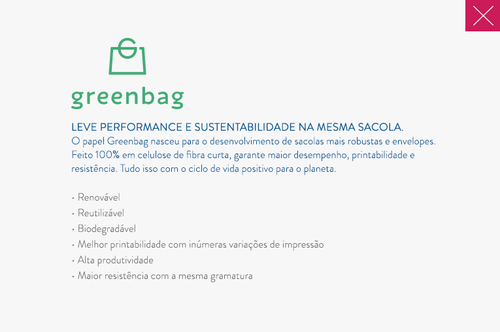 greenbag
LEVE PERFORMANCE E SUSTENTABILIDADE NA MESMA SACOLA.
O papel Greenbag nasceu para o desenvolvimento de sacolas mais robustas e envelopes.
Feito 100% em celulose de fibra curta, garante maior desempenho, printabilidade e
resistência. Tudo isso com o ciclo de vida positivo para o planeta.
• Renovável
• Reutilizável
• Biodegradável
• Melhor printabilidade com inúmeras variações de impressão
• Alta produtividade
• Maior resistência com a mesma gramatura